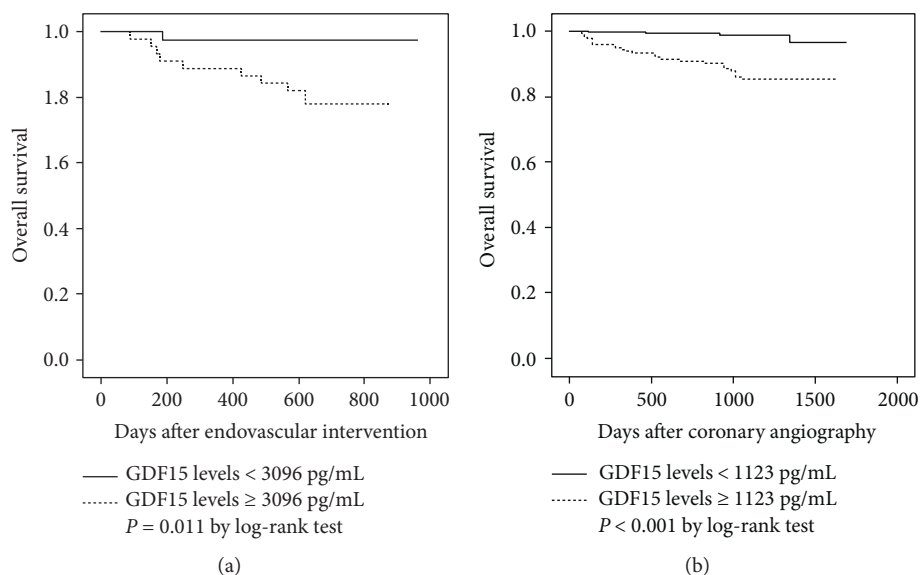 1.0
1.8
1.6
0.4
0.2
0.0
Overall survival
0 200 400 600 800 1000
Days after endovascular intervention
GDF15 levels < 3096 pg/mL
GDF15 levels ≥ 3096 pg/mL
P = 0.011 by log-rank test
(a)
1.0
0.8
0.6
0.4
0.2
0.0
Overall survival
0 500 1000 1500 2000
Days after coronary angiography
GDF15 levels < 1123 pg/mL
GDF15 levels ≥ 1123 pg/mL
P < 0.001 by log-rank test
(b)